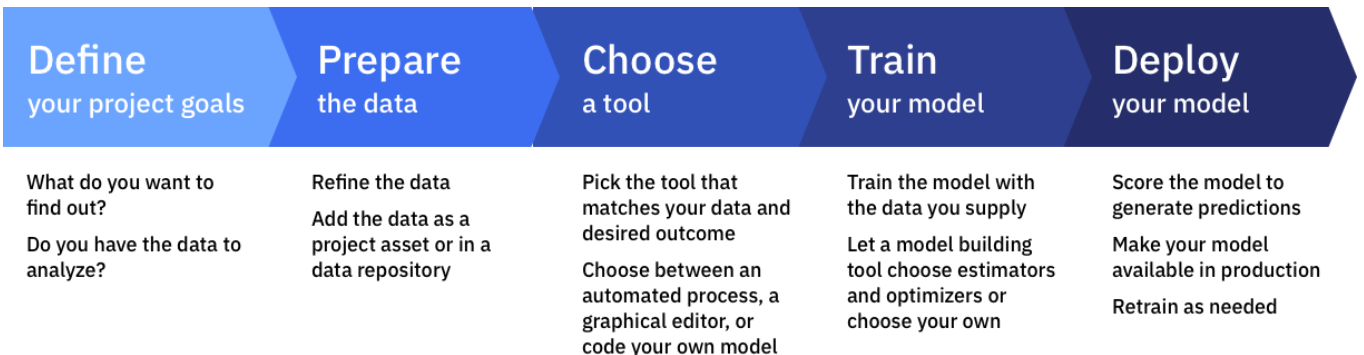 Define
your project goals
Prepare
the data
Choose
a tool
Train
your model
Deploy
your model
What do you want to
find out?
Do you have the data to
analyze?
Refine the data
Add the data as a
project asset or in a
data repository
Pick the tool that
matches your data and
desired outcome
Choose between an
automated process, a
graphical editor, or
code your own model
Train the model with
the data you supply
Let a model building
tool choose estimators
and optimizers or
choose your own
Score the model to
generate predictions
Make your model
available in production
Retrain as needed